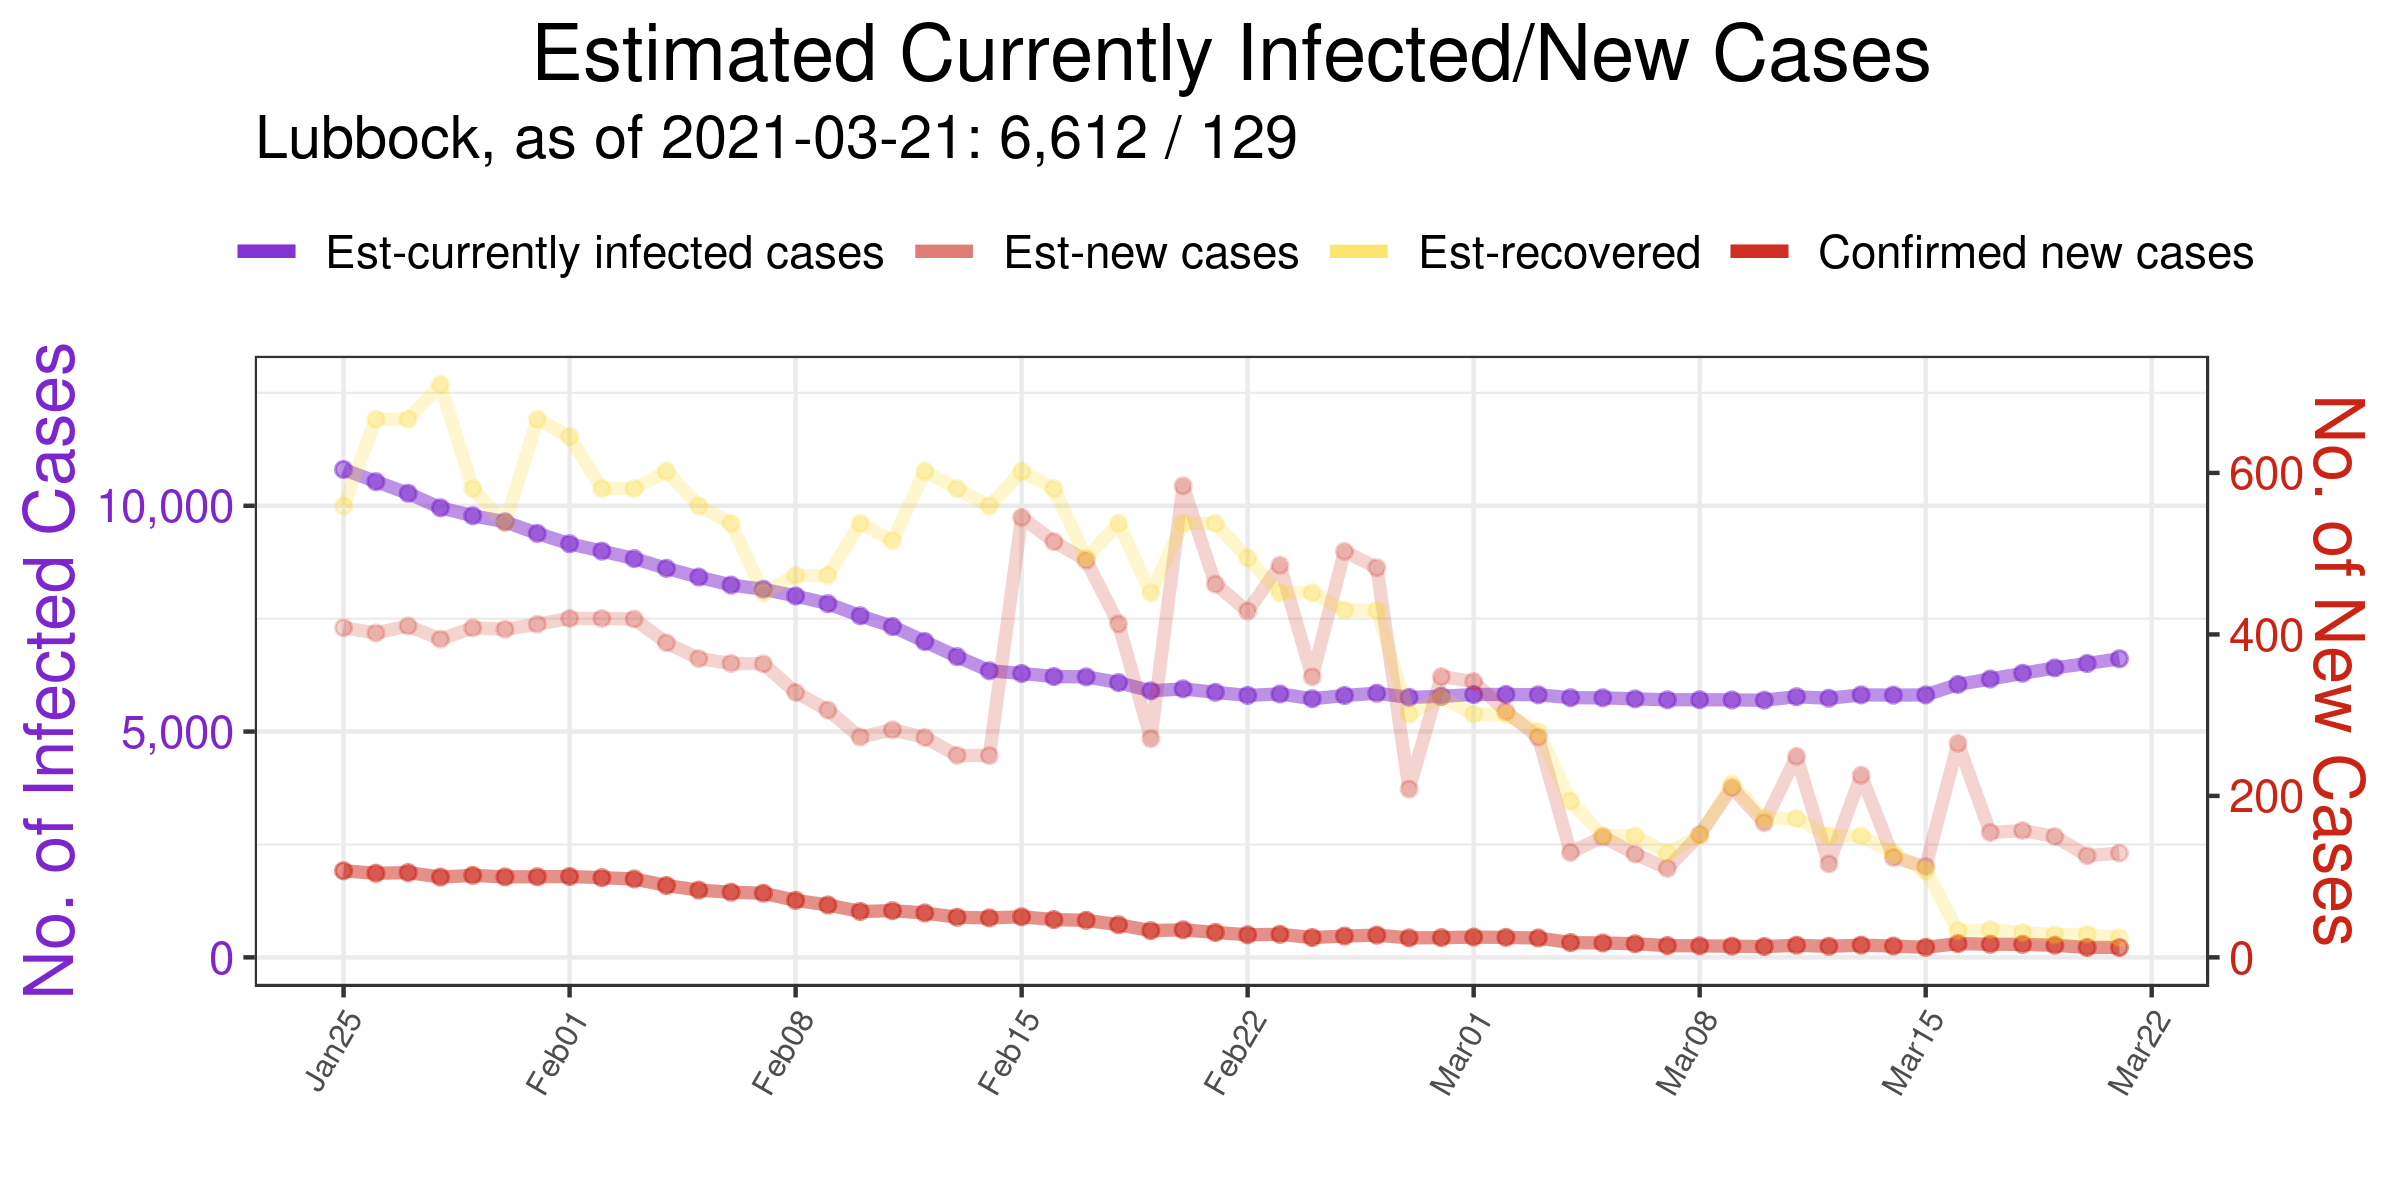 Estimated Currently Infected/New Cases
Lubbock, as of 2021-03-21: 6,612 / 129
Est-currently infected cases Est-new cases Est-recovered Confirmed new cases
No. of Infected Cases
10,000
5,000
0
600
400
200
0
No. of New Cases
Jan25 Feb01 Feb08 Feb15 Feb22 Mar01 Mar08 Mar15 Mar22